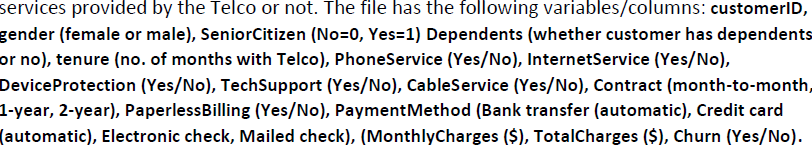 services provided by the Telco or not. The file has the following variables/columns: customerID,
gender (female or male), SeniorCitizen (No=0, Yes=1) Dependents (whether customer has dependents
or no), tenure (no. of months with Telco), PhoneService (Yes/No), InternetService (Yes/No),
DeviceProtection (Yes/No), TechSupport (Yes/No), CableService (Yes/No), Contract (month-to-month,
1-year, 2-year), PaperlessBilling (Yes/No), PaymentMethod (Bank transfer (automatic), Credit card
(automatic), Electronic check, Mailed check), (MonthlyCharges ($), TotalCharges ($), Churn (Yes/No).